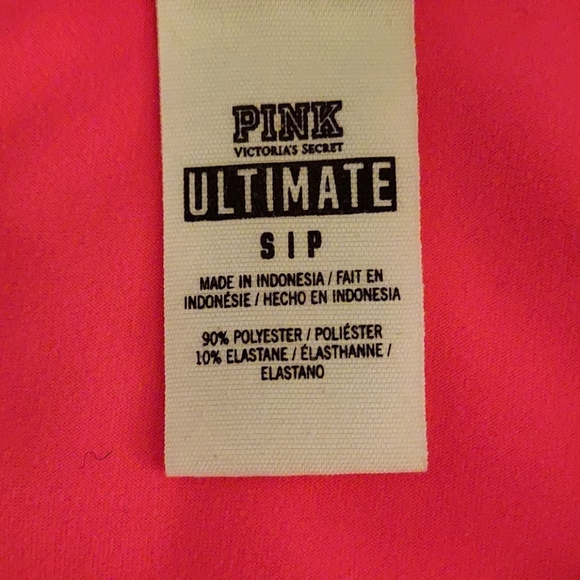 PINK
VICTORIA'S SECRET
ULTIMATE
S | P
MADE IN INDONESIA / FAIT EN
INDONÉSIE / HECHO EN INDONESIA
90% POLYESTER / POLIÉSTER
10% ELASTANE / ÉLASTHANNE /
ELASTANO